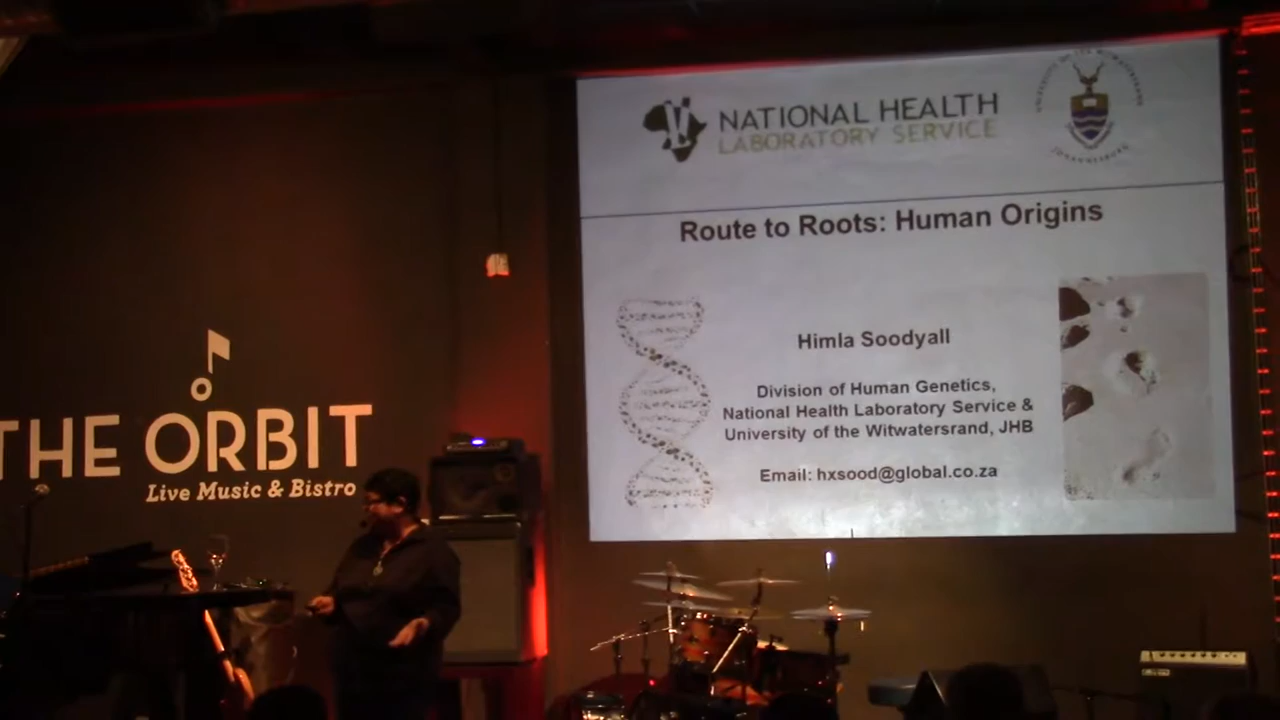 NATIONAL HEALTH
LABORATORY SERVICE
JOHANNESBURG
Route to Roots: Human Origins
Himla Soodyall
Division of Human Genetics,
National Health Laboratory Service &
University of the Witwatersrand, JHB
Email: hxsood@global.co.za
THE ORBIT
Live Music & Bistro